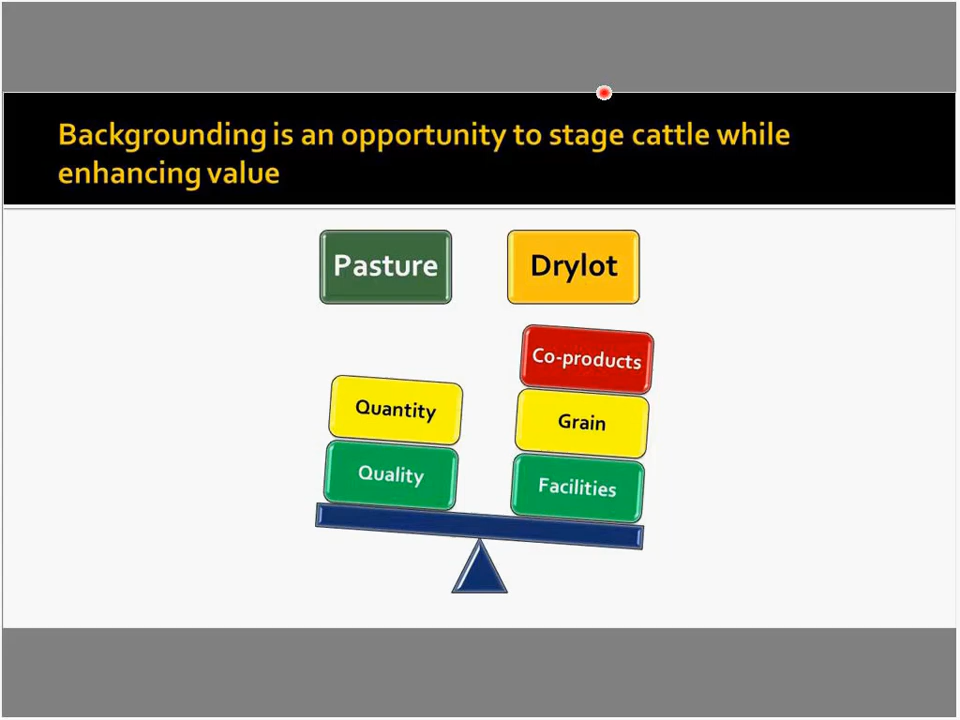 Backgrounding is an opportunity to stage cattle while
enhancing value
Pasture
Drylot
Co-products
Quantity
Grain
Quality
Facilities